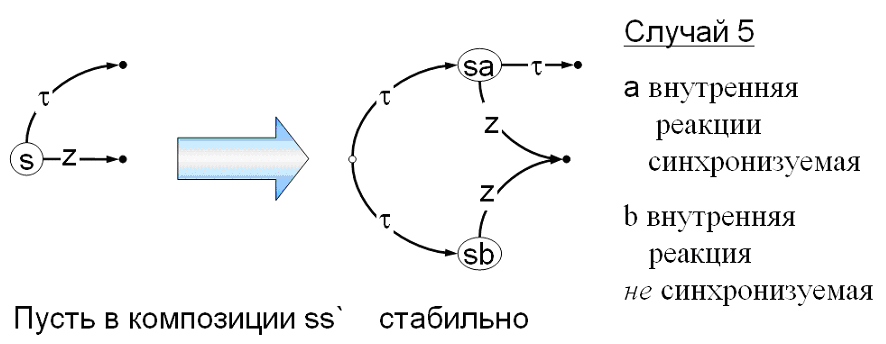 Случай 5
τ
s
z
τ
sa
τ
z
z
τ
sb
a внутренняя
реакции
синхронизуемая
b внутренняя
реакция
не синхронизуемая
Пусть в композиции ss` стабильно